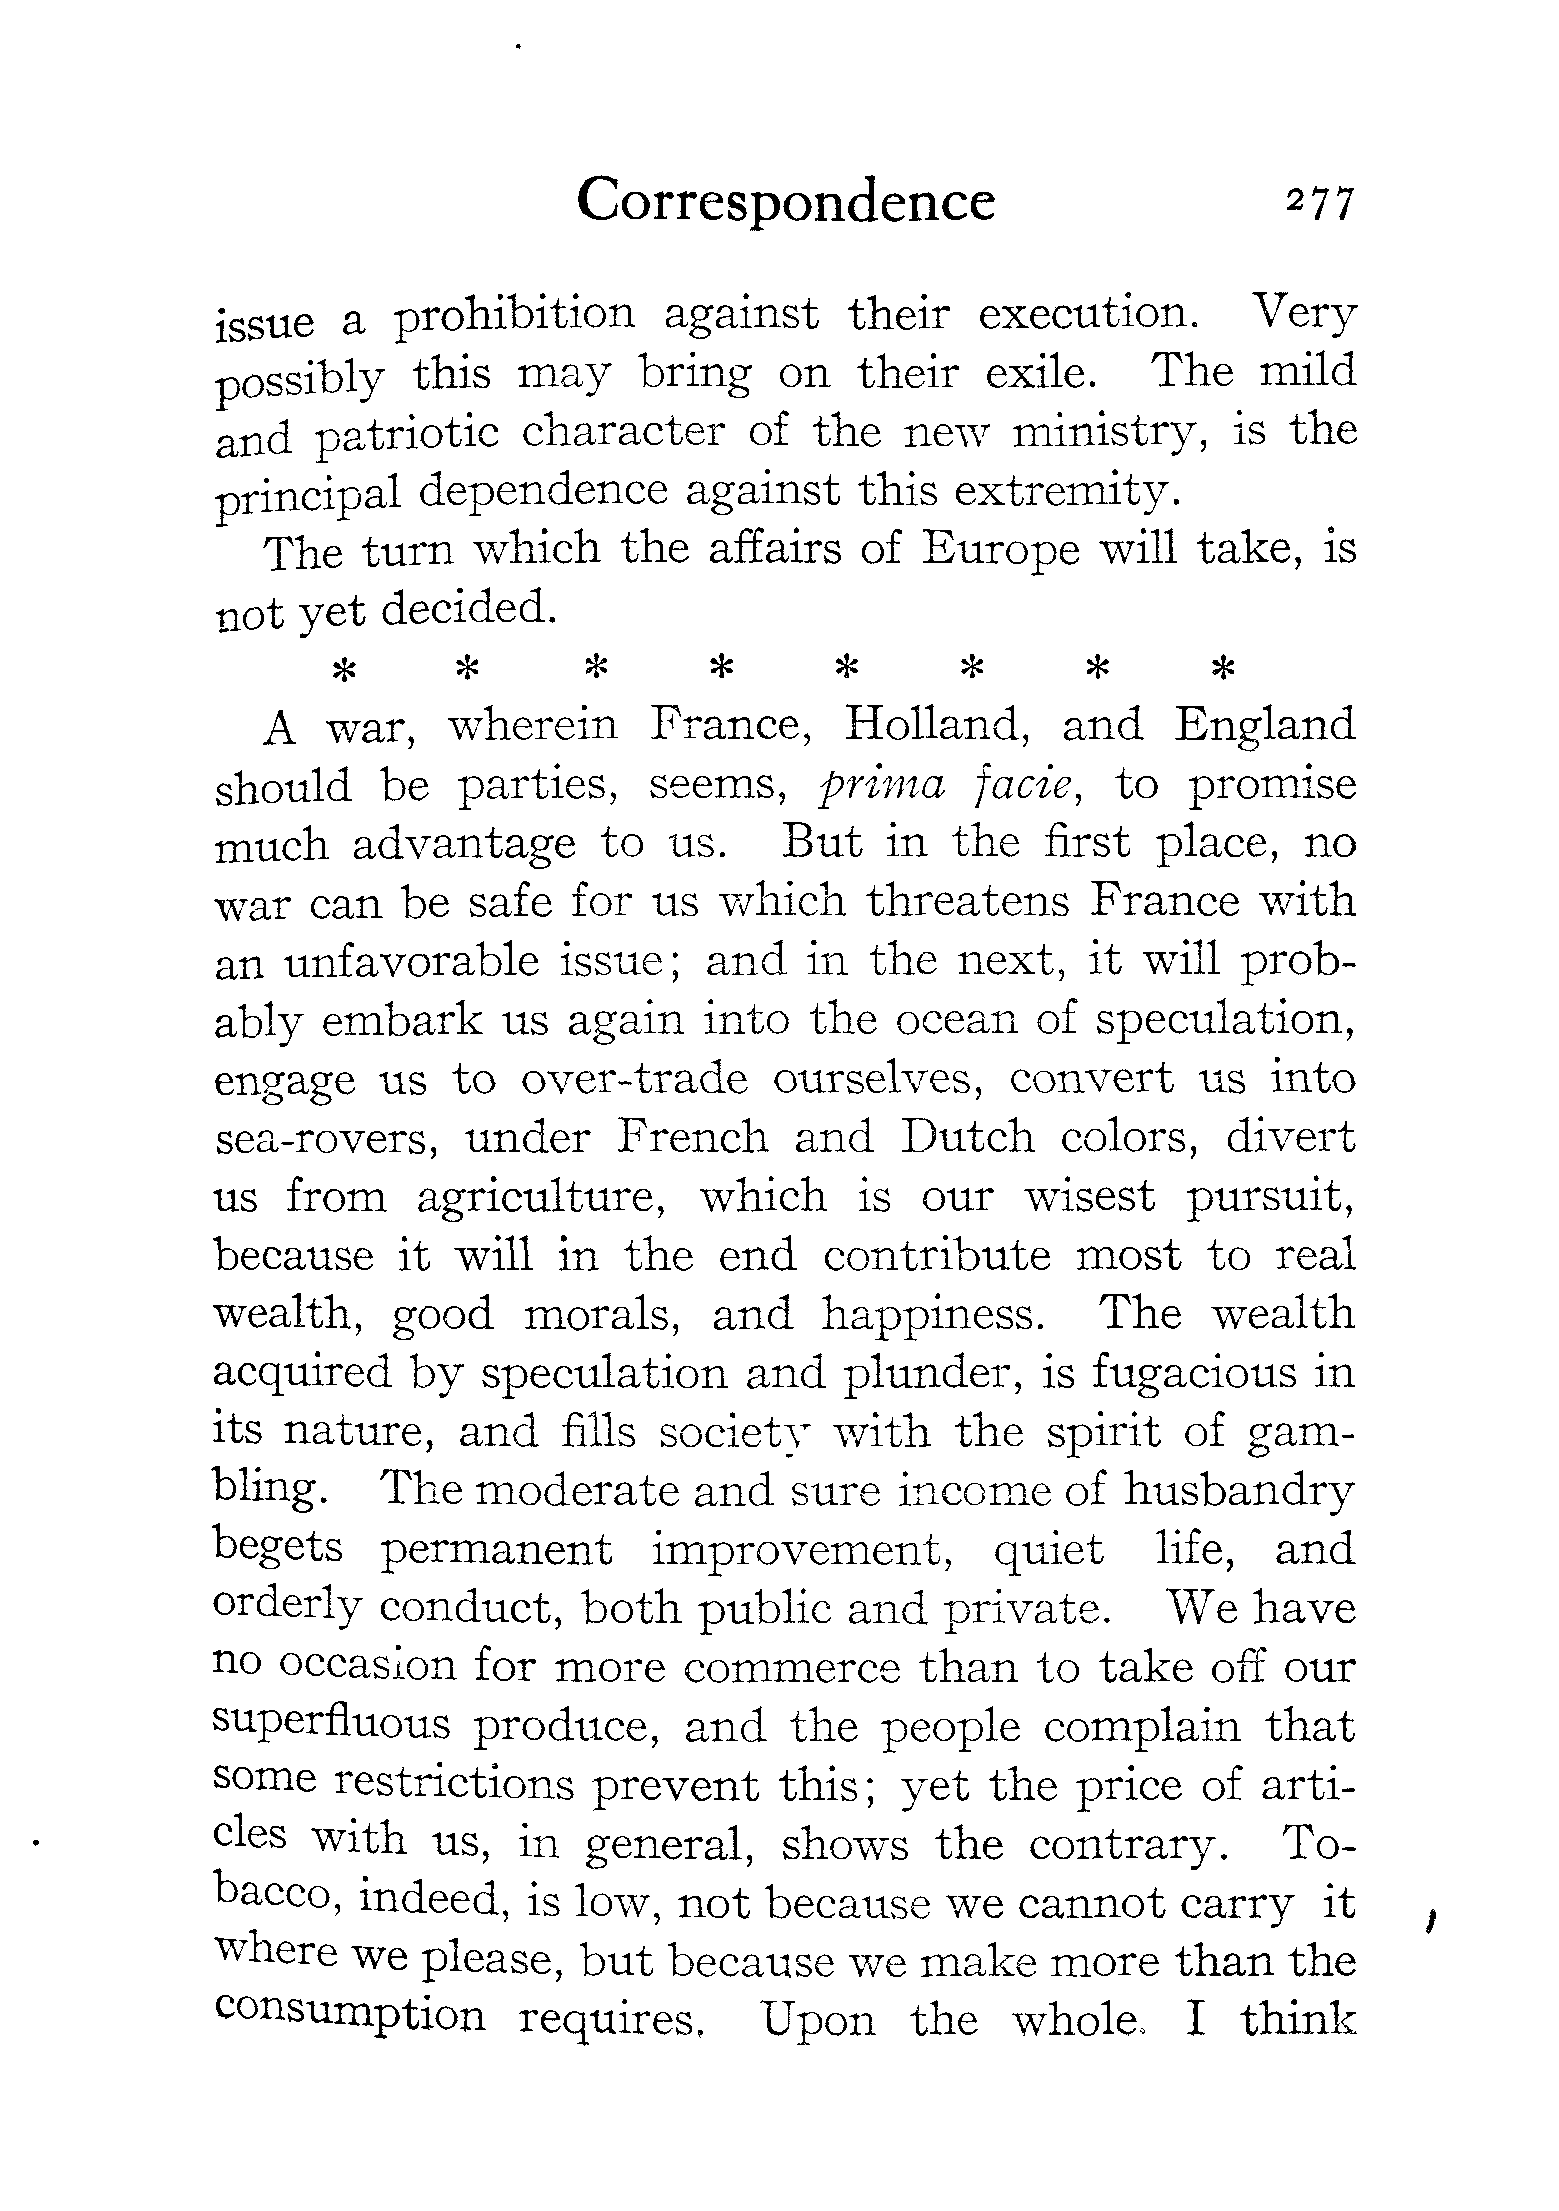 Correspondence 277
issue a prohibition against their execution. Very
possibly this may bring on their exile. The mild
and patriotic character of the new ministry, is the
principal dependence against this extremity.
The turn which the affairs of Europe will take, is
not yet decided.
* * * * * * * *
A war, wherein France, Holland, and England
should be parties, seems, prima facie, to promise
much advantage to us. But in the first place, no
war can be safe for us which threatens France with
an unfavorable issue; and in the next, it will prob-
ably embark us again into the ocean of speculation,
engage us to over-trade ourselves, convert us into
sea-rovers, under French and Dutch colors, divert
us from agriculture, which is our wisest pursuit,
because it will in the end contribute most to real
wealth, good morals, and happiness. The wealth
acquired by speculation and plunder, is fugacious in
its nature, and fills society with the spirit of gam-
bling. The moderate and sure income of husbandry
begets permanent improvement, quiet life, and
orderly conduct, both public and private. We have
no occasion for more commerce than to take off our
superfluous produce, and the people complain that
some restrictions prevent this; yet the price of arti-
cles with us, in general, shows the contrary. To-
bacco, indeed, is low, not because we cannot carry it
where we please, but because we make more than the
consumption requires. Upon the whole, I think